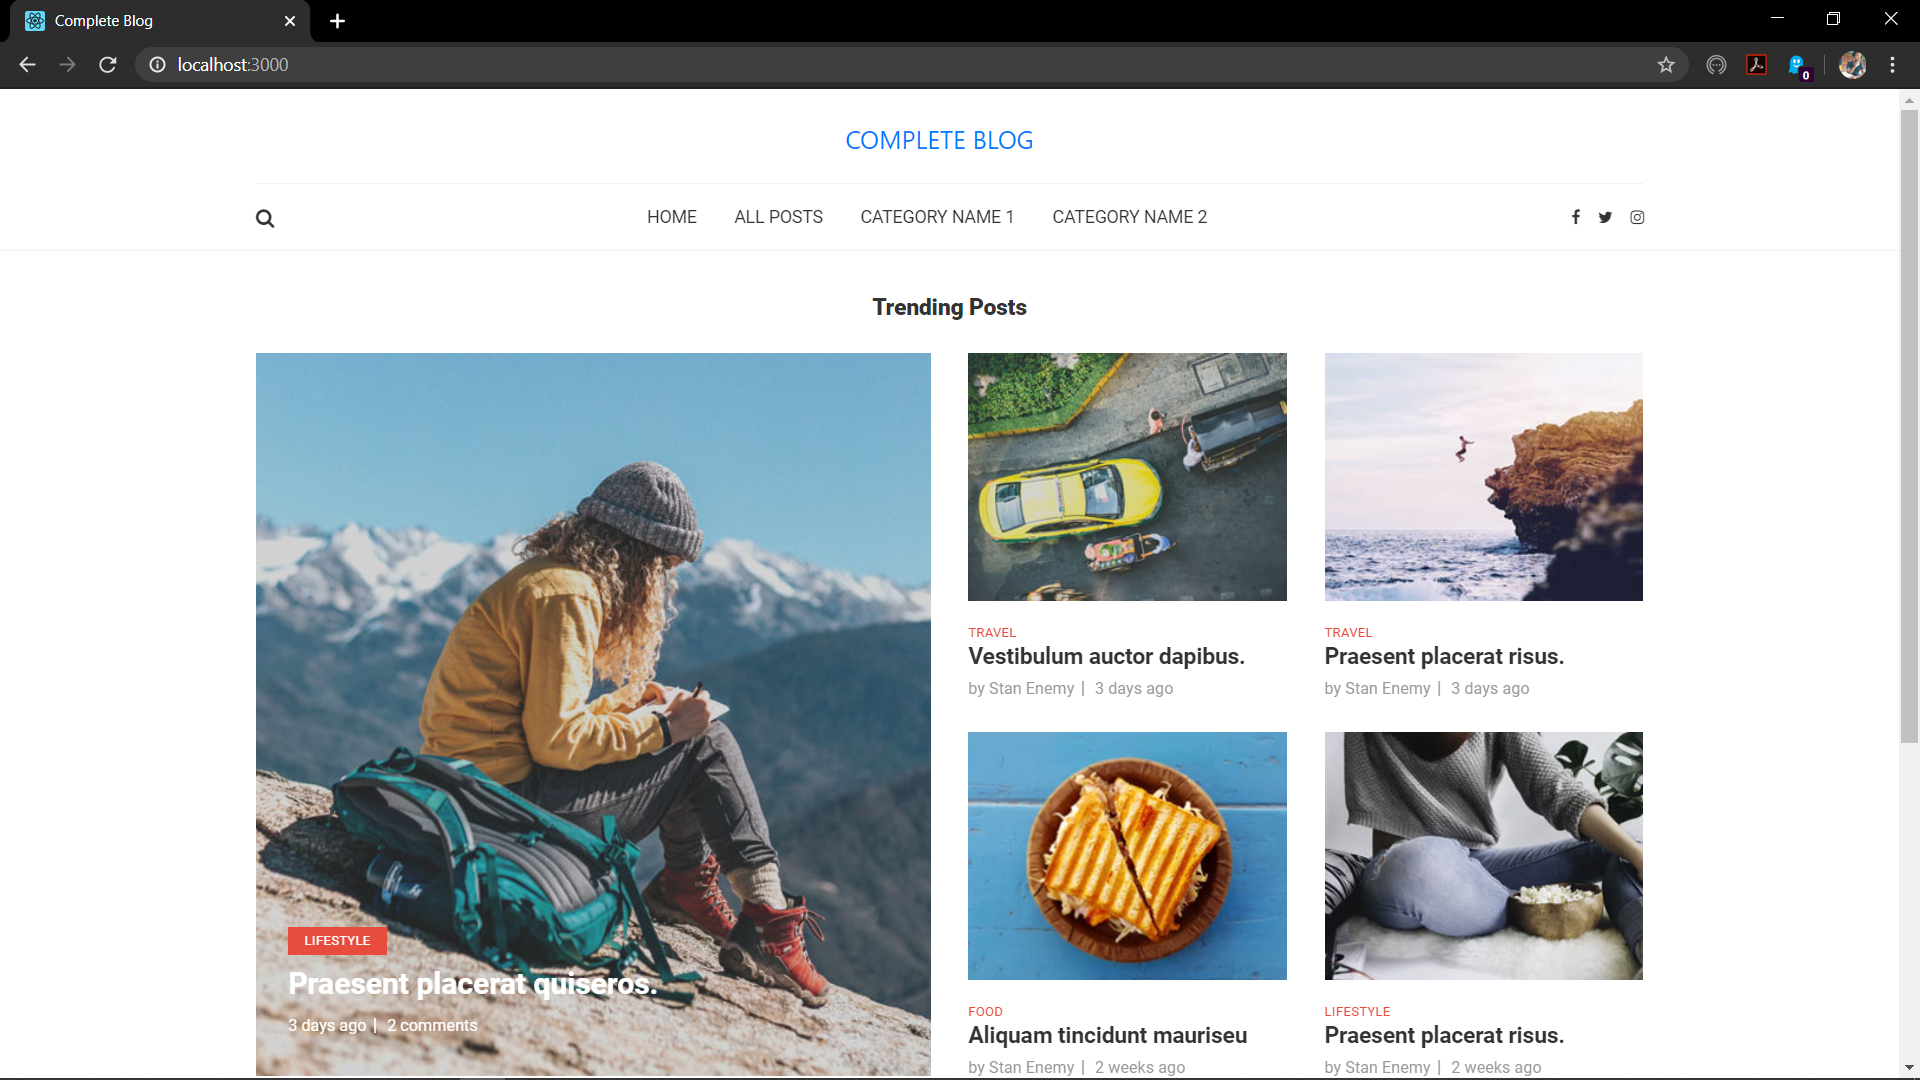 Complete Blog
localhost:3000
0
COMPLETE BLOG
HOME ALL POSTS CATEGORY NAME 1 CATEGORY NAME 2
Trending Posts
LIFESTYLE
Praesent placerat quiseros.
3 days ago | 2 comments
TRAVEL
Vestibulum auctor dapibus.
by Stan Enemy | 3 days ago
TRAVEL
Praesent placerat risus.
by Stan Enemy | 3 days ago
FOOD
Aliquam tincidunt mauriseu
by Stan Enemy | 2 weeks ago
LIFESTYLE
Praesent placerat risus.
by Stan Enemy | 2 weeks ago